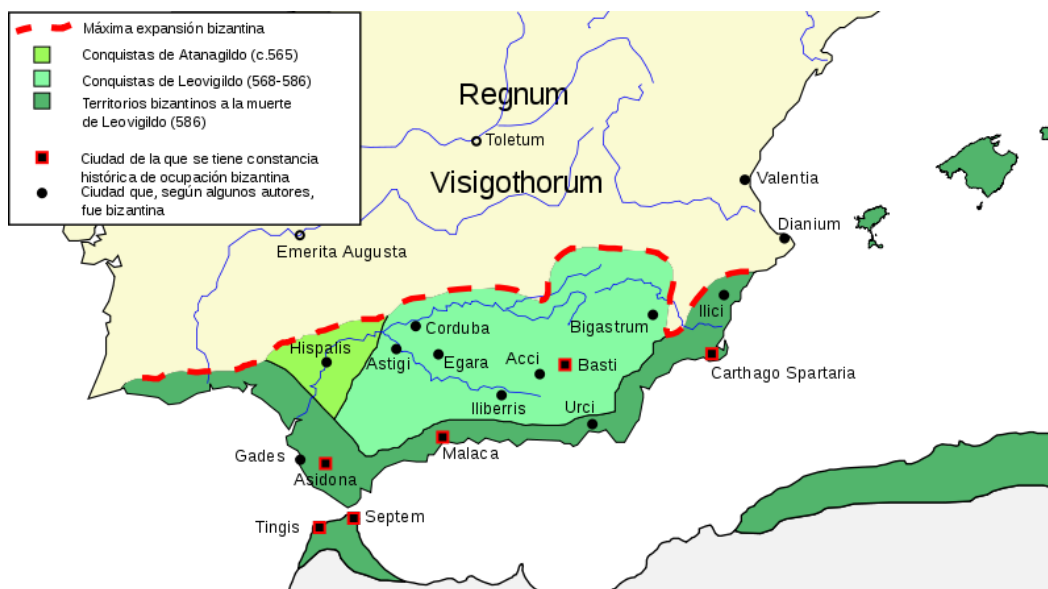 Máxima expansión bizantina
Conquistas de Atanagildo (c.565)
Conquistas de Leovigildo (568-586)
Territorios bizantinos a la muerte
de Leovigildo (586)
Ciudad de la que se tiene constancia
histórica de ocupación bizantina
Ciudad que, según algunos autores,
fue bizantina
Regnum
Toletum
Visigothorum
Valentia
Dianium
Emerita Augusta
Ilici
Corduba
Bigastrum
Hispalis
Astigi
Egara
Acci
Basti
Carthago Spartaria
Iliberris
Urci
Gades
Malaca
Asidona
Septem
Tingis